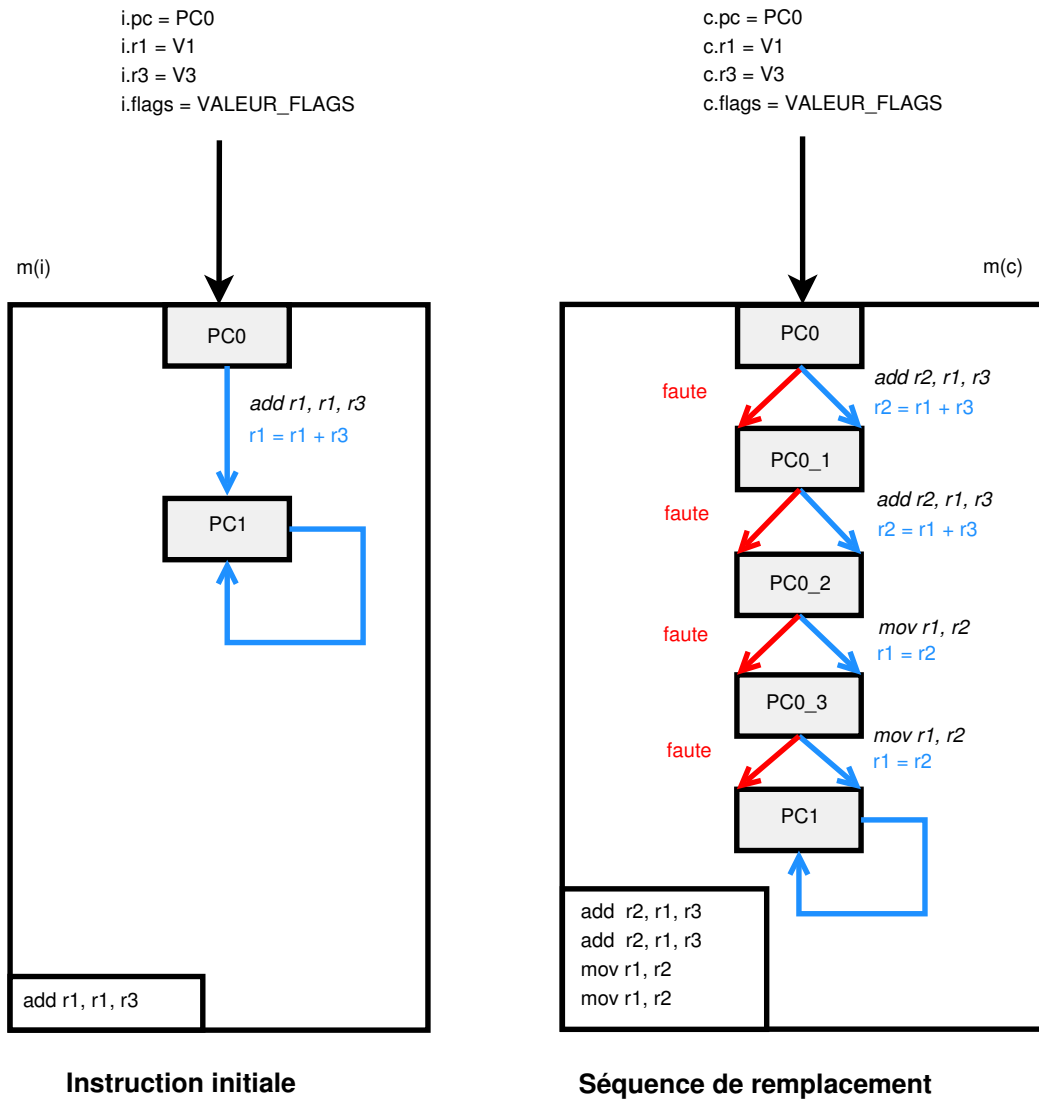 i.pc = PC0
i.r1 = V1
i.r3 = V3
i.flags = VALEUR_FLAGS
m(i)
PC0
add r1, r1, r3
r1 = r1 + r3
PC1
add r1, r1, r3
Instruction initiale
c.pc = PC0
c.r1 = V1
c.r3 = V3
c.flags = VALEUR_FLAGS
m(c)
PC0
faute
add r2, r1, r3
r2 = r1 + r3
PC0_1
faute
add r2, r1, r3
r2 = r1 + r3
PC0_2
faute
mov r1, r2
r1 = r2
PC0_3
faute
mov r1, r2
r1 = r2
PC1
add r2, r1, r3
add r2, r1, r3
mov r1, r2
mov r1, r2
Séquence de remplacement